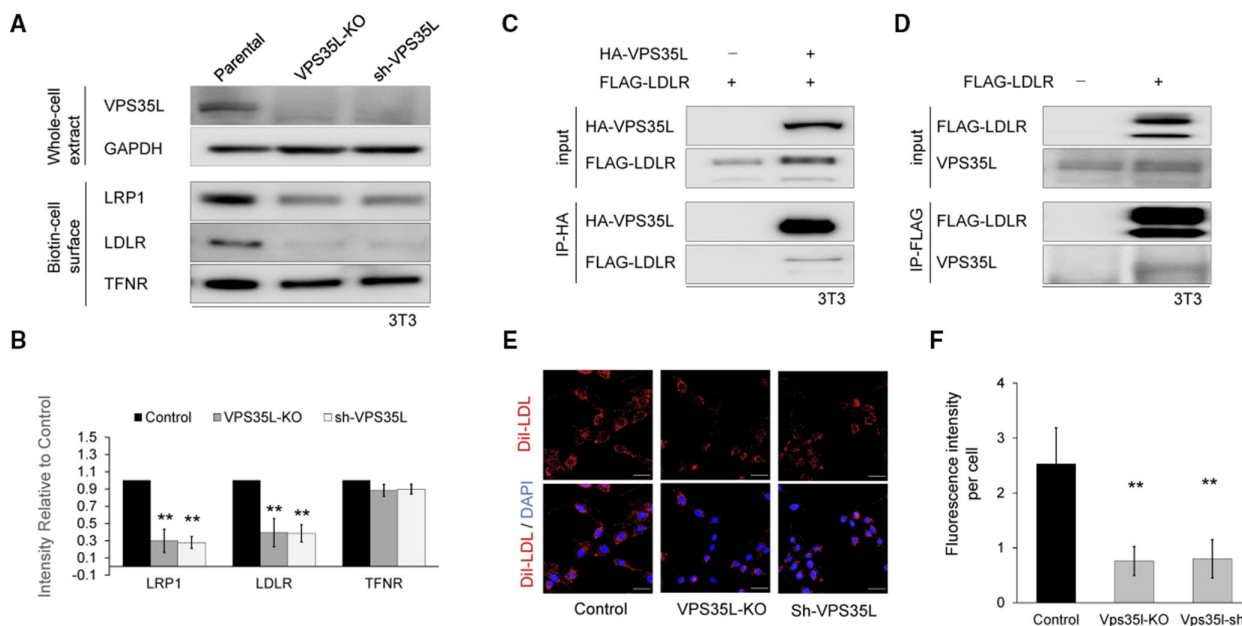 A
Parental
VPS35L-KO
sh-VPS35L
Whole-cell
extract
VPS35L
GAPDH
Biotin-cell
surface
LRP1
LDLR
TFNR
3T3
B
Intensity Relative to Control
Control
VPS35L-KO
sh-VPS35L
1.5
1.3
1.1
0.9
0.7
0.5
0.3
0.1
-0.1
** **
** **
LRP1
LDLR
TFNR
C
HA-VPS35L − +
FLAG-LDLR + +
input
HA-VPS35L
FLAG-LDLR
IP-HA
HA-VPS35L
FLAG-LDLR
3T3
D
FLAG-LDLR − +
input
FLAG-LDLR
VPS35L
IP-FLAG
FLAG-LDLR
VPS35L
3T3
E
DiI-LDL
DiI-LDL / DAPI
Control
VPS35L-KO
Sh-VPS35L
F
Fluorescence intensity
per cell
4
3
2
1
0
** **
Control
Vps35l-KO
Vps35l-sh